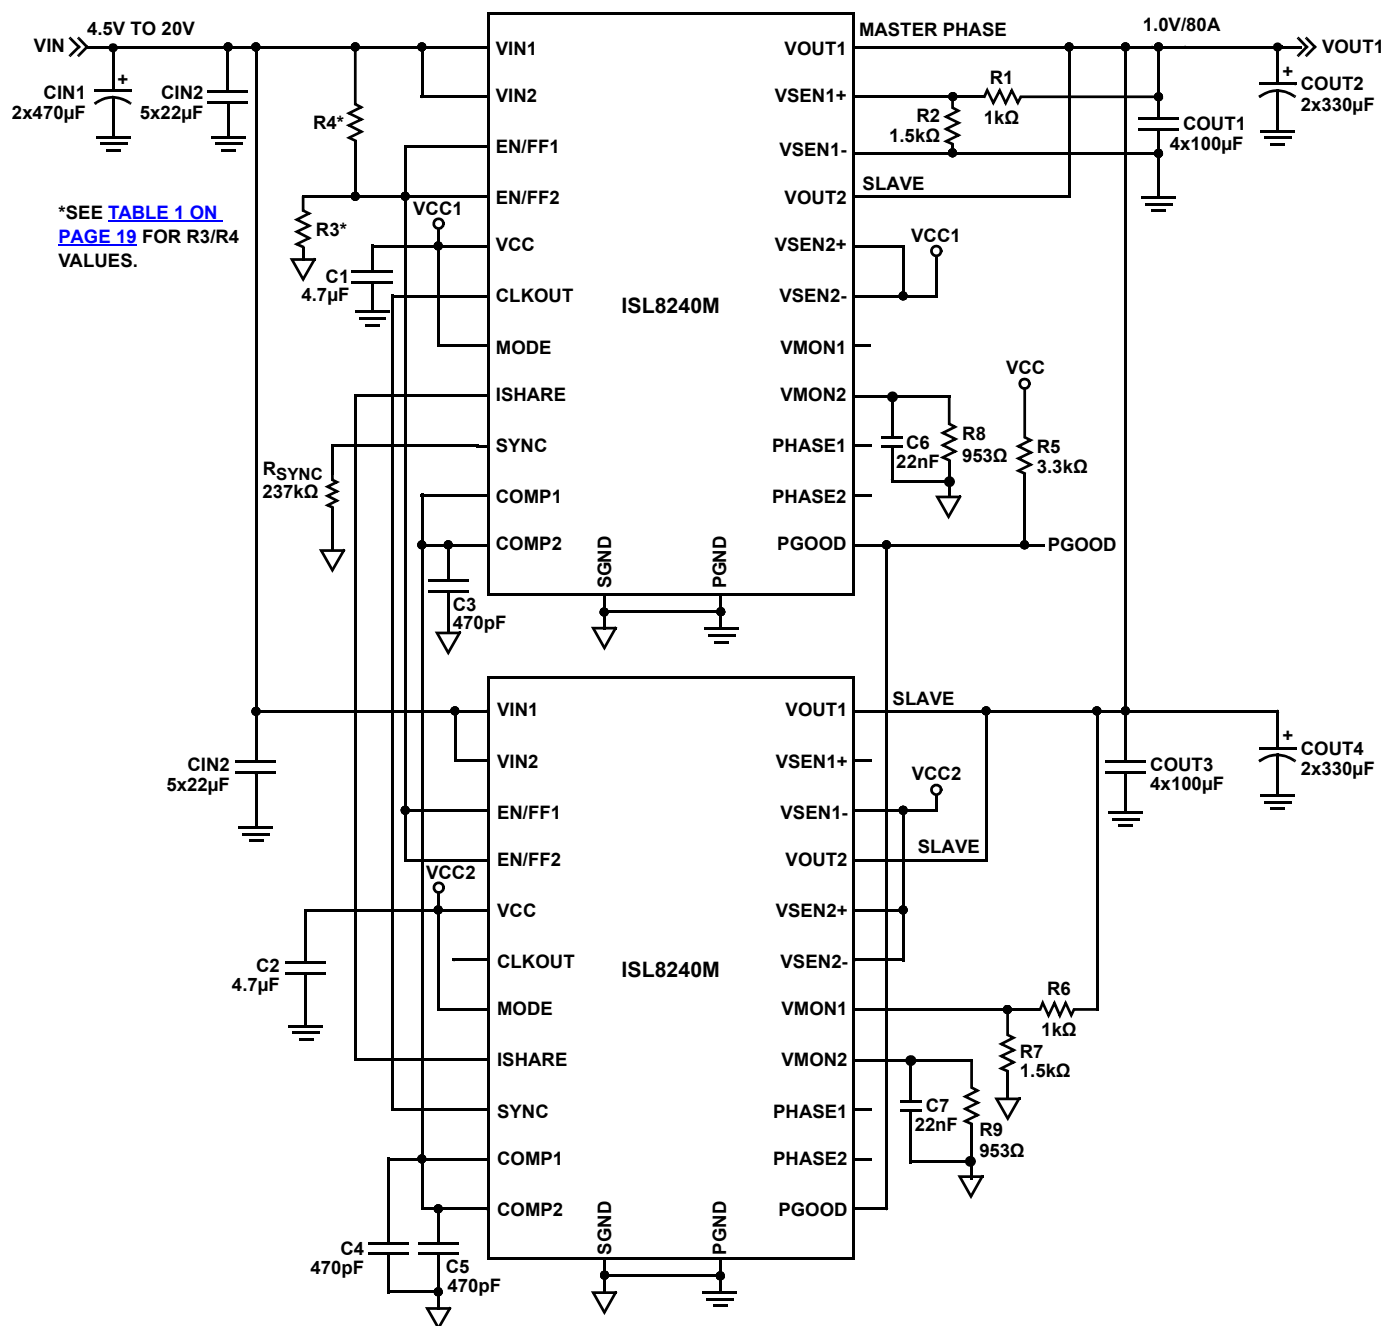 4.5V TO 20V
VIN
CIN1
2x470µF
+
CIN2
5x22µF
R4*
*SEE TABLE 1 ON
PAGE 19 FOR R3/R4
VALUES.
R3*
VCC1
C1
4.7µF
RSYNC
237kΩ
C3
470pF
VIN1
VIN2
EN/FF1
EN/FF2
VCC
CLKOUT
MODE
ISHARE
SYNC
COMP1
COMP2
ISL8240M
SGND
PGND
VOUT1
VSEN1+
VSEN1-
VOUT2
VSEN2+
VSEN2-
VMON1
VMON2
PHASE1
PHASE2
PGOOD
MASTER PHASE
1.0V/80A
VOUT1
R1
1kΩ
R2
1.5kΩ
COUT1
4x100µF
+
COUT2
2x330µF
SLAVE
VCC1
VCC
C6
22nF
R8
953Ω
R5
3.3kΩ
PGOOD
CIN2
5x22µF
VCC2
C2
4.7µF
C4
470pF
C5
470pF
VIN1
VIN2
EN/FF1
EN/FF2
VCC
CLKOUT
MODE
ISHARE
SYNC
COMP1
COMP2
ISL8240M
SGND
PGND
VOUT1
VSEN1+
VSEN1-
VOUT2
VSEN2+
VSEN2-
VMON1
VMON2
PHASE1
PHASE2
PGOOD
SLAVE
VCC2
SLAVE
COUT3
4x100µF
+
COUT4
2x330µF
R6
1kΩ
R7
1.5kΩ
C7
22nF
R9
953Ω